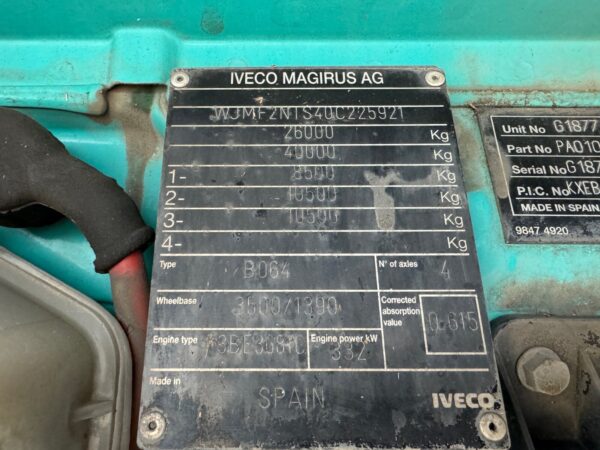 IVECO MAGIRUS AG
WJMF2NTS40C225921
26000 Kg
40000 Kg
1- 8500 Kg
2- 10500 Kg
3- 10500 Kg
4- Kg
Type B064 N° of axles 4
Wheelbase 3600/1390 Corrected absorption value 0.615
Engine type Engine power kW 332
Made in SPAIN IVECO
Unit No G1877
Part No PA010
Serial No G187
P.I.C. No KXEB
MADE IN SPAIN
9847 4920